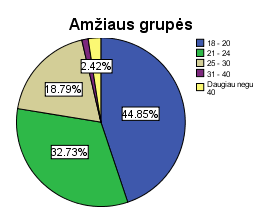 Amžiaus grupės
18 - 20
21 - 24
25 - 30
31 - 40
Daugiau negu
40
2.42%
18.79%
44.85%
32.73%